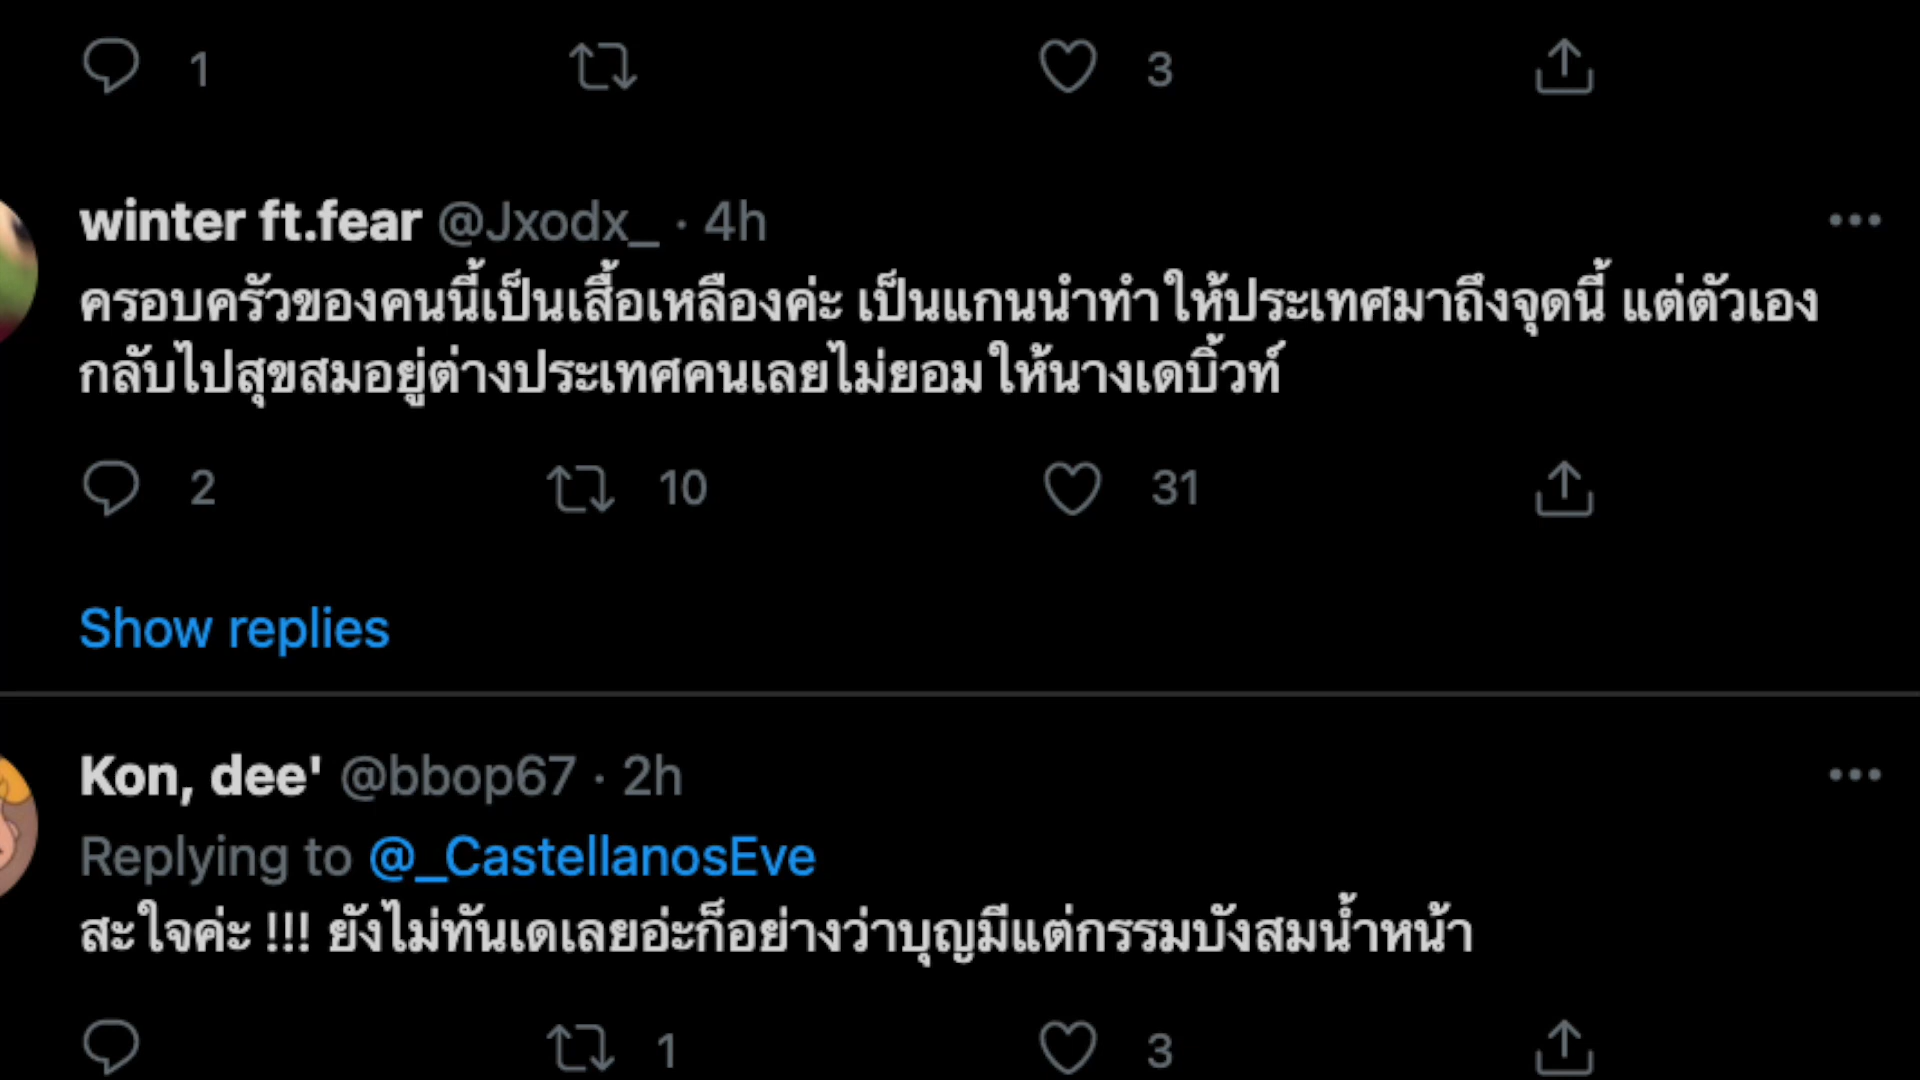 1 3
winter ft.fear @Jxodx_ · 4h
ครอบครัวของคนนี้เป็นเสื้อเหลืองค่ะ เป็นแกนนำทำให้ประเทศมาถึงจุดนี้ แต่ตัวเอง
กลับไปสุขสมอยู่ต่างประเทศคนเลยไม่ยอมให้นางเดบิ้วท์
2 10 31
Show replies
Kon, dee' @bbop67 · 2h
Replying to @_CastellanosEve
สะใจค่ะ !!! ยังไม่ทันเดเลยอ่ะก็อย่างว่าบุญมีแต่กรรมบังสมน้ำหน้า
1 3